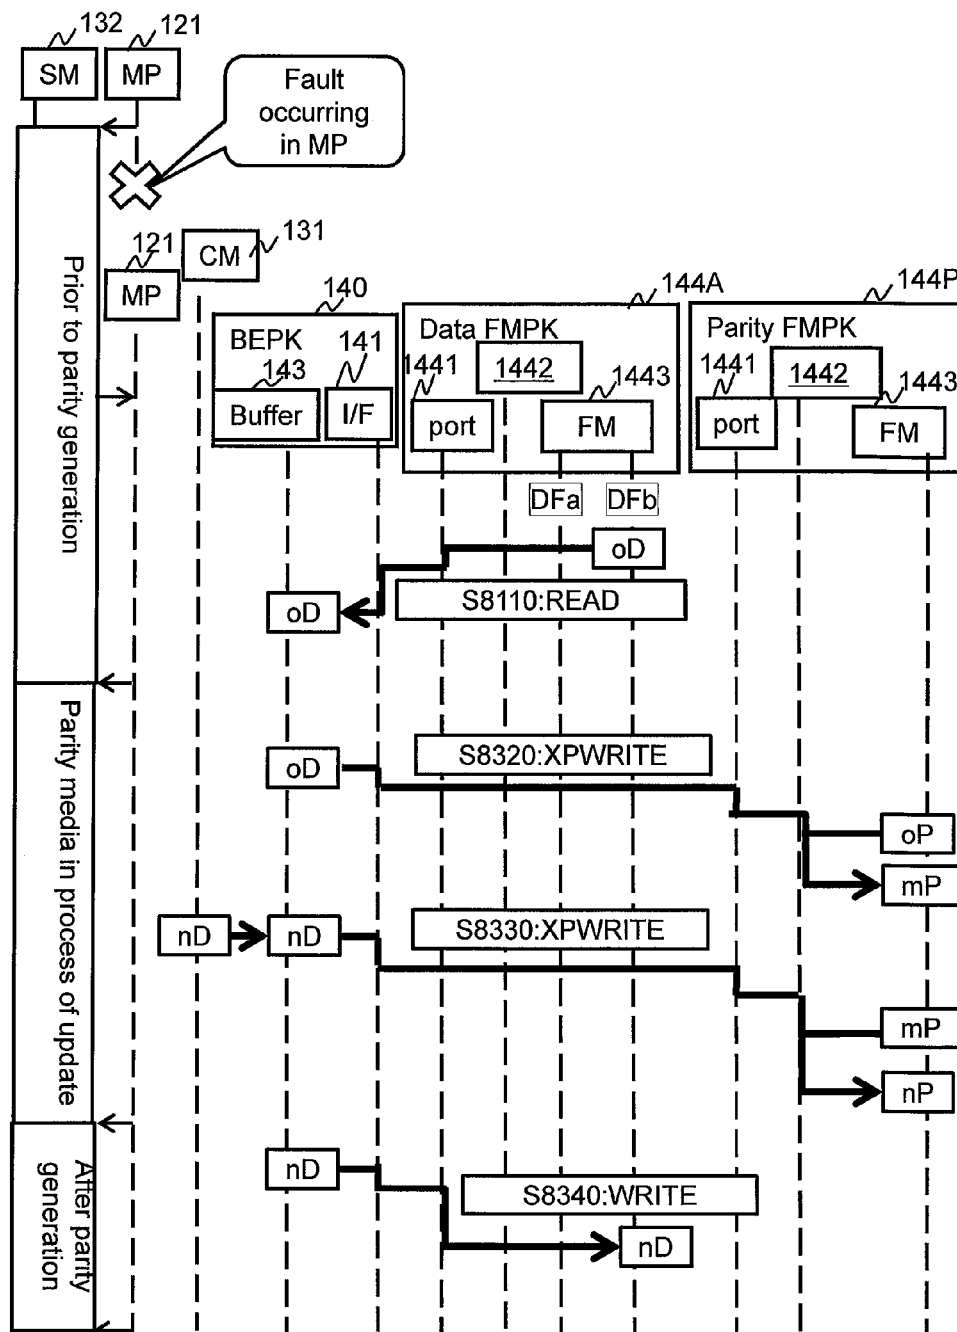 132
121
SM
MP
Fault
occurring
in MP
121
CM
131
MP
Prior to parity generation
140
144A
144P
BEPK
141
143
Buffer
I/F
Data FMPK
1441
1442
1443
port
FM
Parity FMPK
1441
1442
1443
port
FM
DFa
DFb
oD
S8110:READ
oD
Parity media in process of update
S8320:XPWRITE
oD
oP
mP
nD
nD
S8330:XPWRITE
mP
nP
After parity
generation
nD
S8340:WRITE
nD